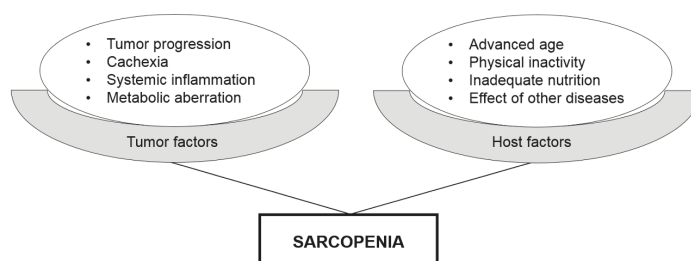 • Tumor progression
• Cachexia
• Systemic inflammation
• Metabolic aberration
Tumor factors
• Advanced age
• Physical inactivity
• Inadequate nutrition
• Effect of other diseases
Host factors
SARCOPENIA